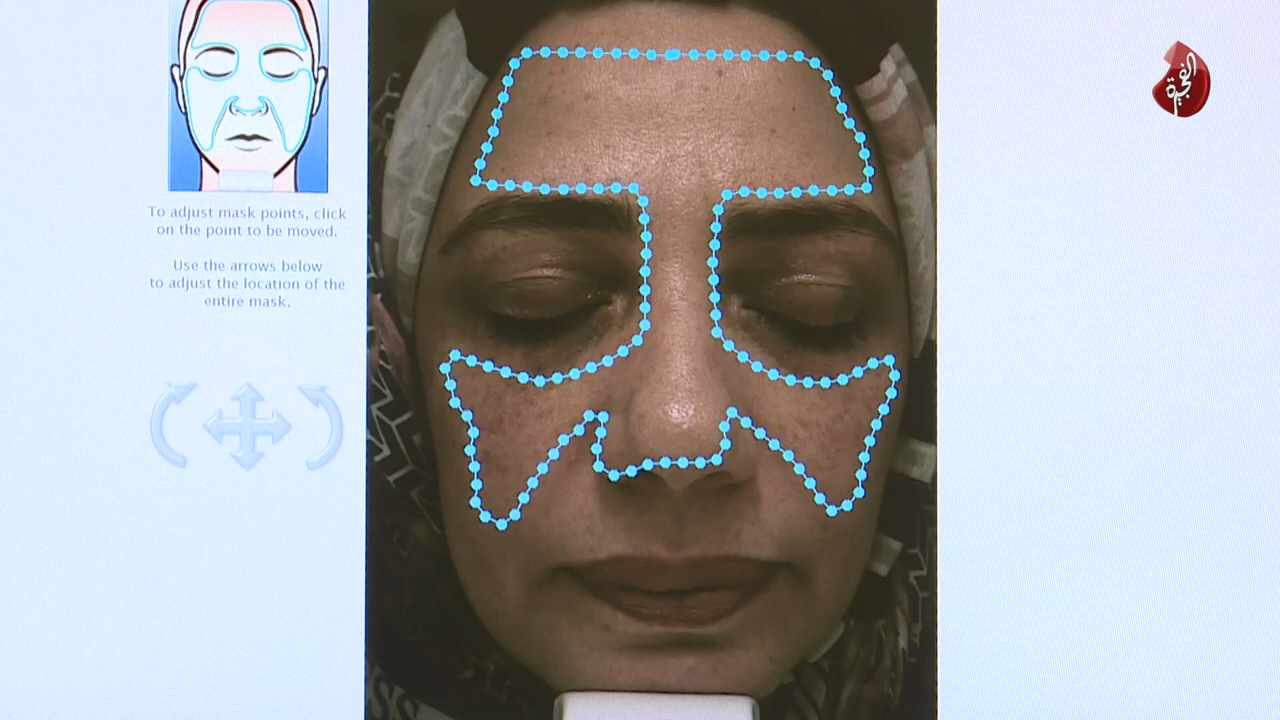 To adjust mask points, click
on the point to be moved.
Use the arrows below
to adjust the location of the
entire mask.
الفجيرة